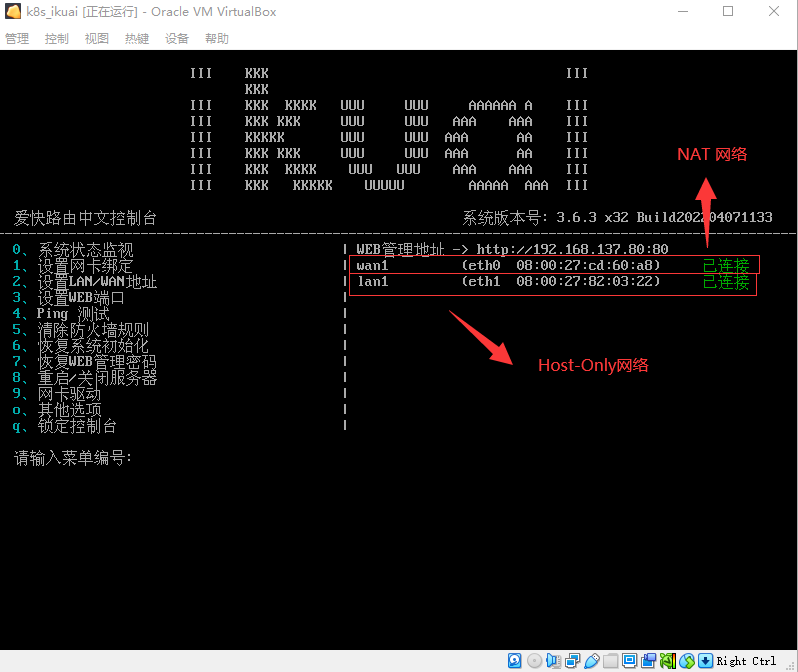 k8s_ikuai [正在运行] - Oracle VM VirtualBox
管理 控制 视图 热键 设备 帮助
III KKK III
KKK
III KKK KKKK UUU UUU AAAAAA A III
III KKK KKK UUU UUU AAA AAA III
III KKKKK UUU UUU AAA AA III
III KKK KKK UUU UUU AAA AA III
III KKK KKKK UUU UUU AAA AAA III
III KKK KKKKK UUUUU AAAAA AAA III
NAT 网络
爱快路由中文控制台 系统版本号: 3.6.3 x32 Build202204071133
0、系统状态监视 | WEB管理地址 -> http://192.168.137.80:80
1、设置网卡绑定 | wan1 (eth0 08:00:27:cd:60:a8) 已连接
2、设置LAN/WAN地址 | lan1 (eth1 08:00:27:82:03:22) 已连接
3、设置WEB端口 |
4、Ping 测试 |
5、清除防火墙规则 |
6、恢复系统初始化 |
7、恢复WEB管理密码 |
Host-Only网络
8、重启/关闭服务器 |
9、网卡驱动 |
o、其他选项 |
q、锁定控制台 |
请输入菜单编号:
Right Ctrl